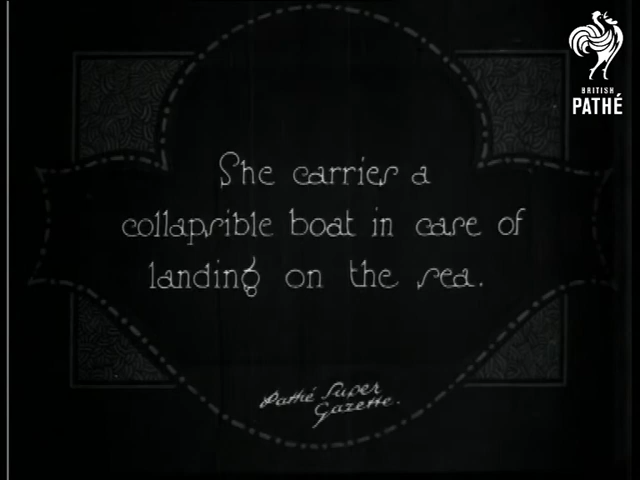 BRITISH
PATHÉ
She carries a
collapsible boat in case of
landing on the sea.
Pathé Super
Gazette.